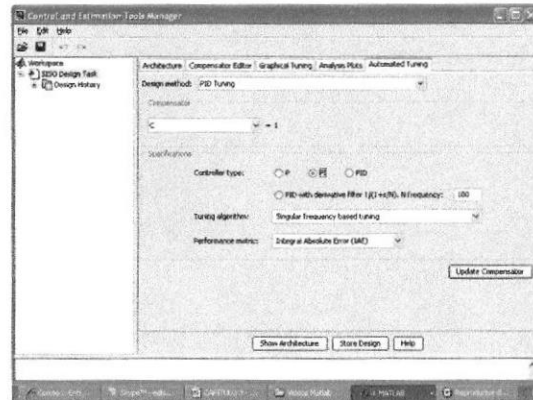 Control and Estimation Tools Manager
File Edit Help
Workspace
SISO Design Task
Design History
Architecture Compensator Editor Graphical Tuning Analysis Plots Automated Tuning
Design method: PID Tuning
Compensator
C = 1
Specifications
Controller type: P PI PID
PID with derivative filter 1/(1+s/N). N frequency: 100
Tuning algorithm: Singular frequency based tuning
Performance metric: Integral Absolute Error (IAE)
Update Compensator
Show Architecture Store Design Help
MATLAB